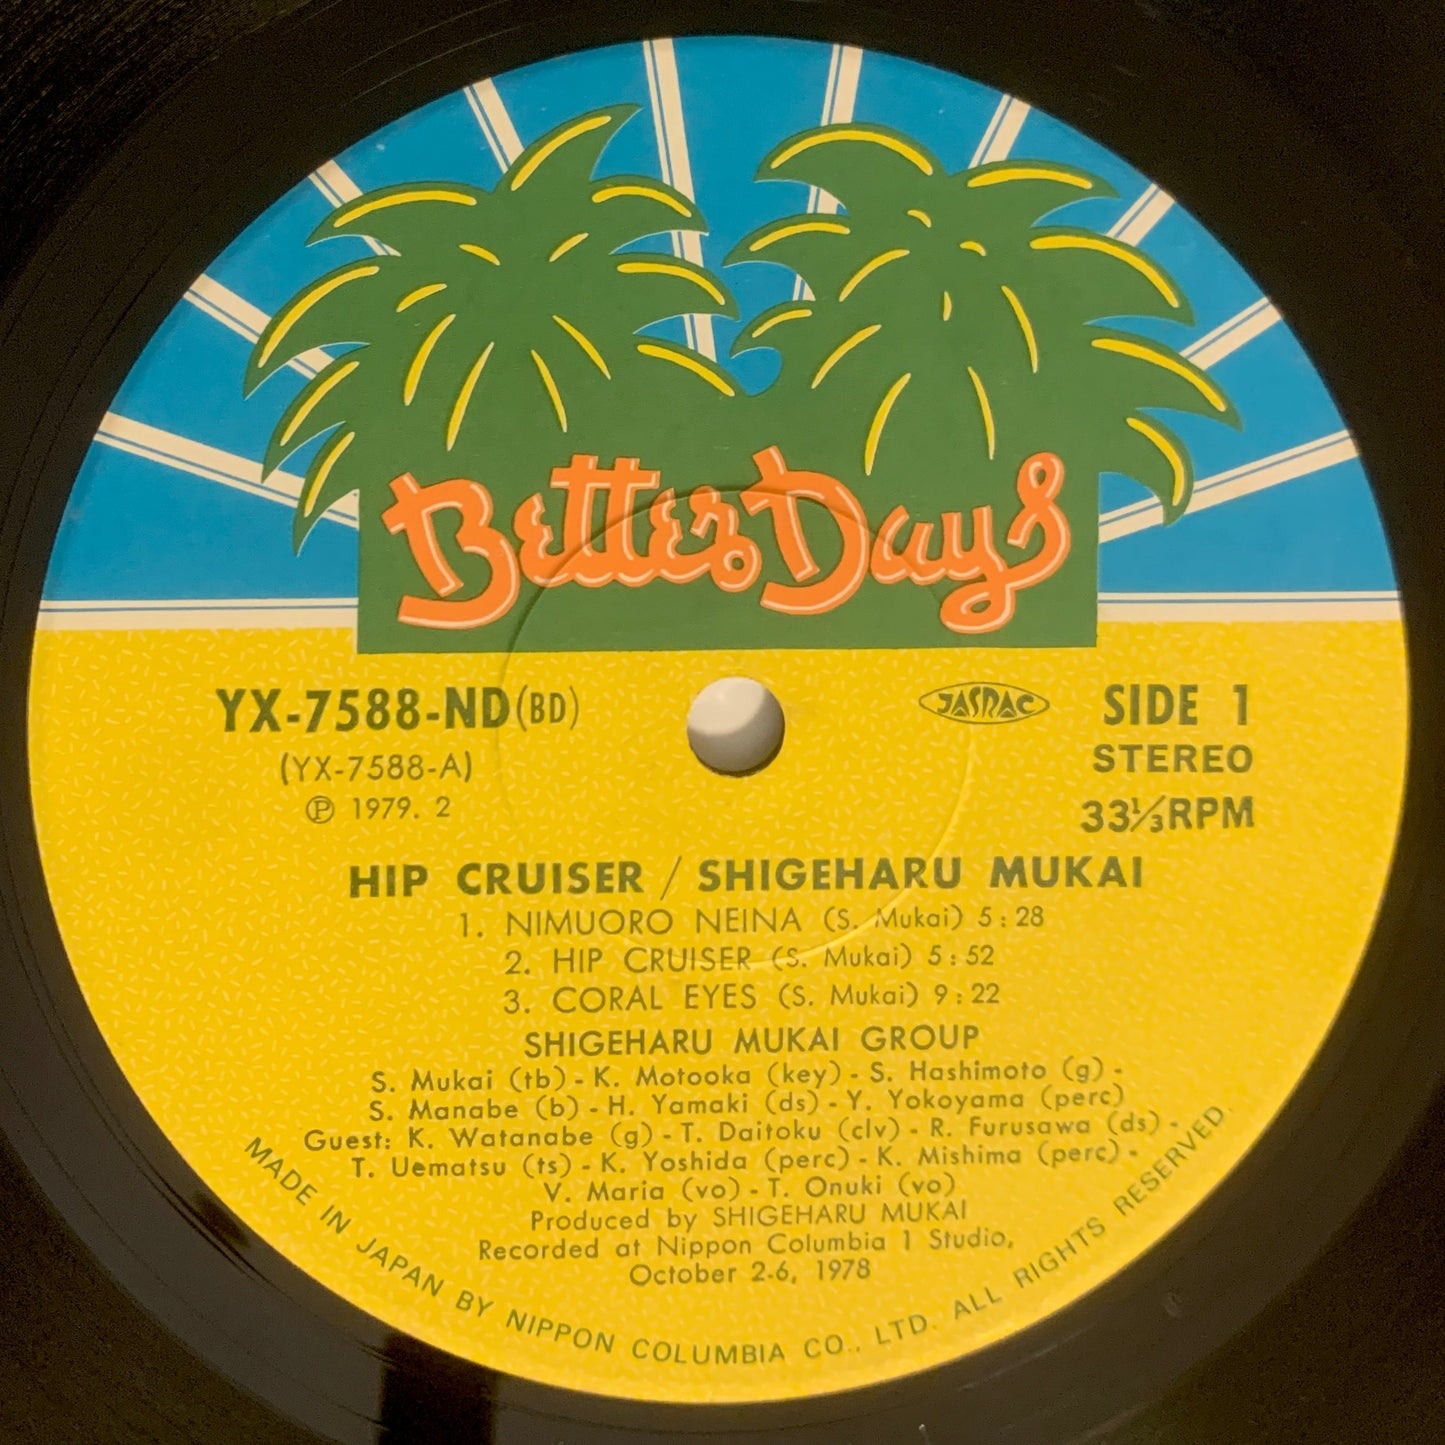 Better Days
YX-7588-ND(BD)
(YX-7588-A)
Ⓟ 1979. 2
JASRAC
SIDE 1
STEREO
33⅓RPM
HIP CRUISER / SHIGEHARU MUKAI
1. NIMUORO NEINA (S. Mukai) 5:28
2. HIP CRUISER (S. Mukai) 5:52
3. CORAL EYES (S. Mukai) 9:22
SHIGEHARU MUKAI GROUP
S. Mukai (tb) - K. Motooka (key) - S. Hashimoto (g) -
S. Manabe (b) - H. Yamaki (ds) - Y. Yokoyama (perc)
Guest: K. Watanabe (g) - T. Daitoku (clv) - R. Furusawa (ds) -
T. Uematsu (ts) - K. Yoshida (perc) - K. Mishima (perc) -
V. Maria (vo) - T. Onuki (vo)
Produced by SHIGEHARU MUKAI
Recorded at Nippon Columbia 1 Studio,
October 2-6, 1978
MADE IN JAPAN BY NIPPON COLUMBIA CO., LTD. ALL RIGHTS RESERVED.